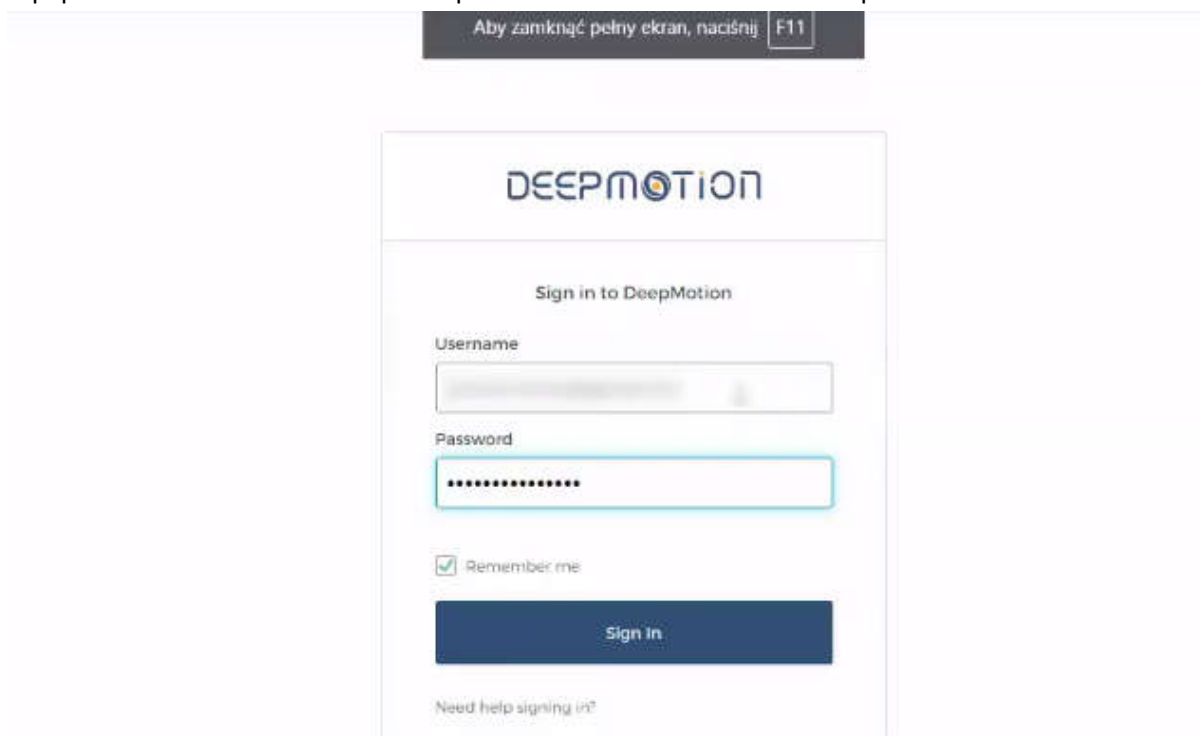 Aby zamknąć pełny ekran, naciśnij F11
DEEPMOTION
Sign in to DeepMotion
Username
Password
Remember me
Sign In
Need help signing in?